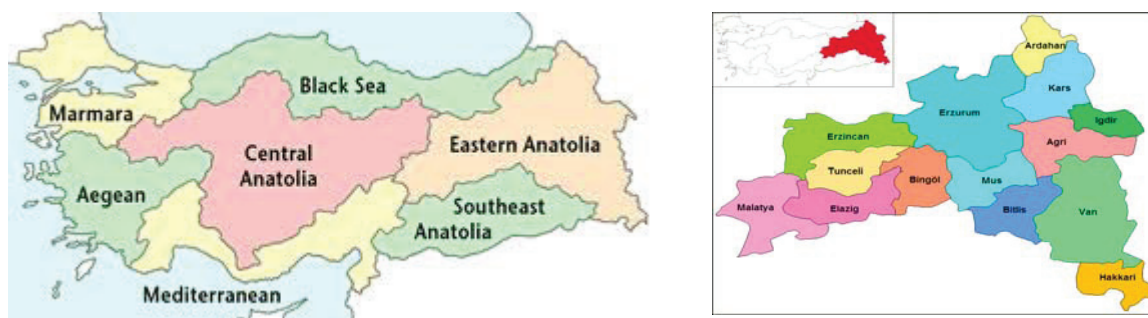 Black Sea
Marmara
Central
Anatolia
Eastern Anatolia
Aegean
Southeast
Anatolia
Mediterranean
Ardahan
Kars
Erzurum
Igdir
Erzincan
Agri
Tunceli
Bingöl
Mus
Malatya
Elazig
Bitlis
Van
Hakkari